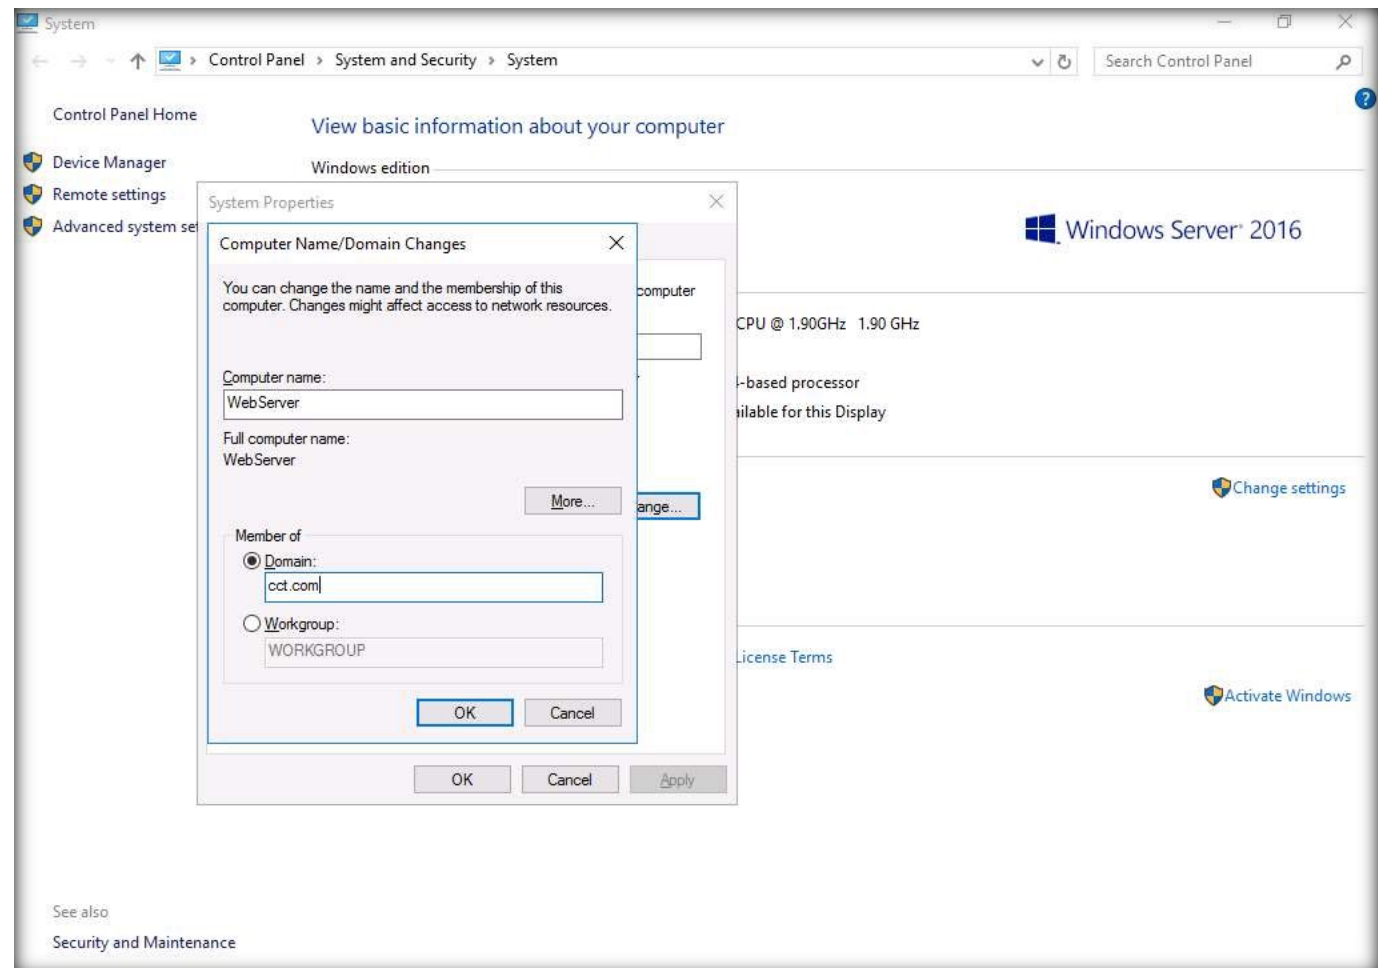 System
Control Panel › System and Security › System
Search Control Panel
Control Panel Home
View basic information about your computer
Device Manager
Windows edition
Remote settings
System Properties
Advanced system set
Windows Server 2016
Computer Name/Domain Changes
You can change the name and the membership of this
computer. Changes might affect access to network resources.
computer
CPU @ 1.90GHz 1.90 GHz
Computer name:
-based processor
WebServer
ailable for this Display
Full computer name:
WebServer
Change settings
More...
ange...
Member of
Domain:
cct.com
Workgroup:
WORKGROUP
License Terms
Activate Windows
OK Cancel
OK Cancel Apply
See also
Security and Maintenance